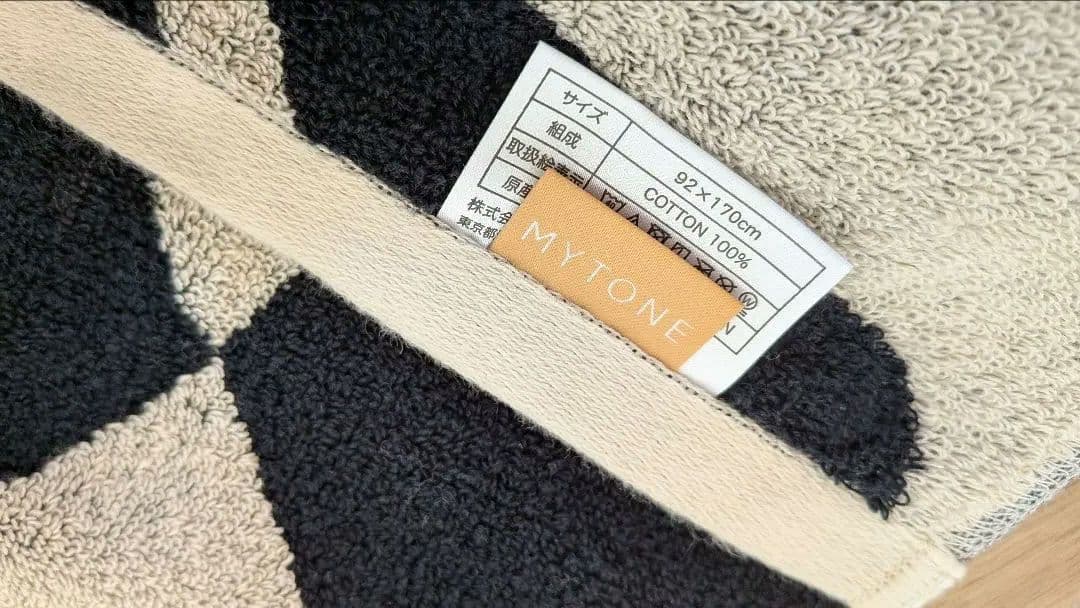 サイズ
92×170cm
組成
COTTON 100%
取扱絵表示
原産
株式会
東京都
MYTONE
W
N